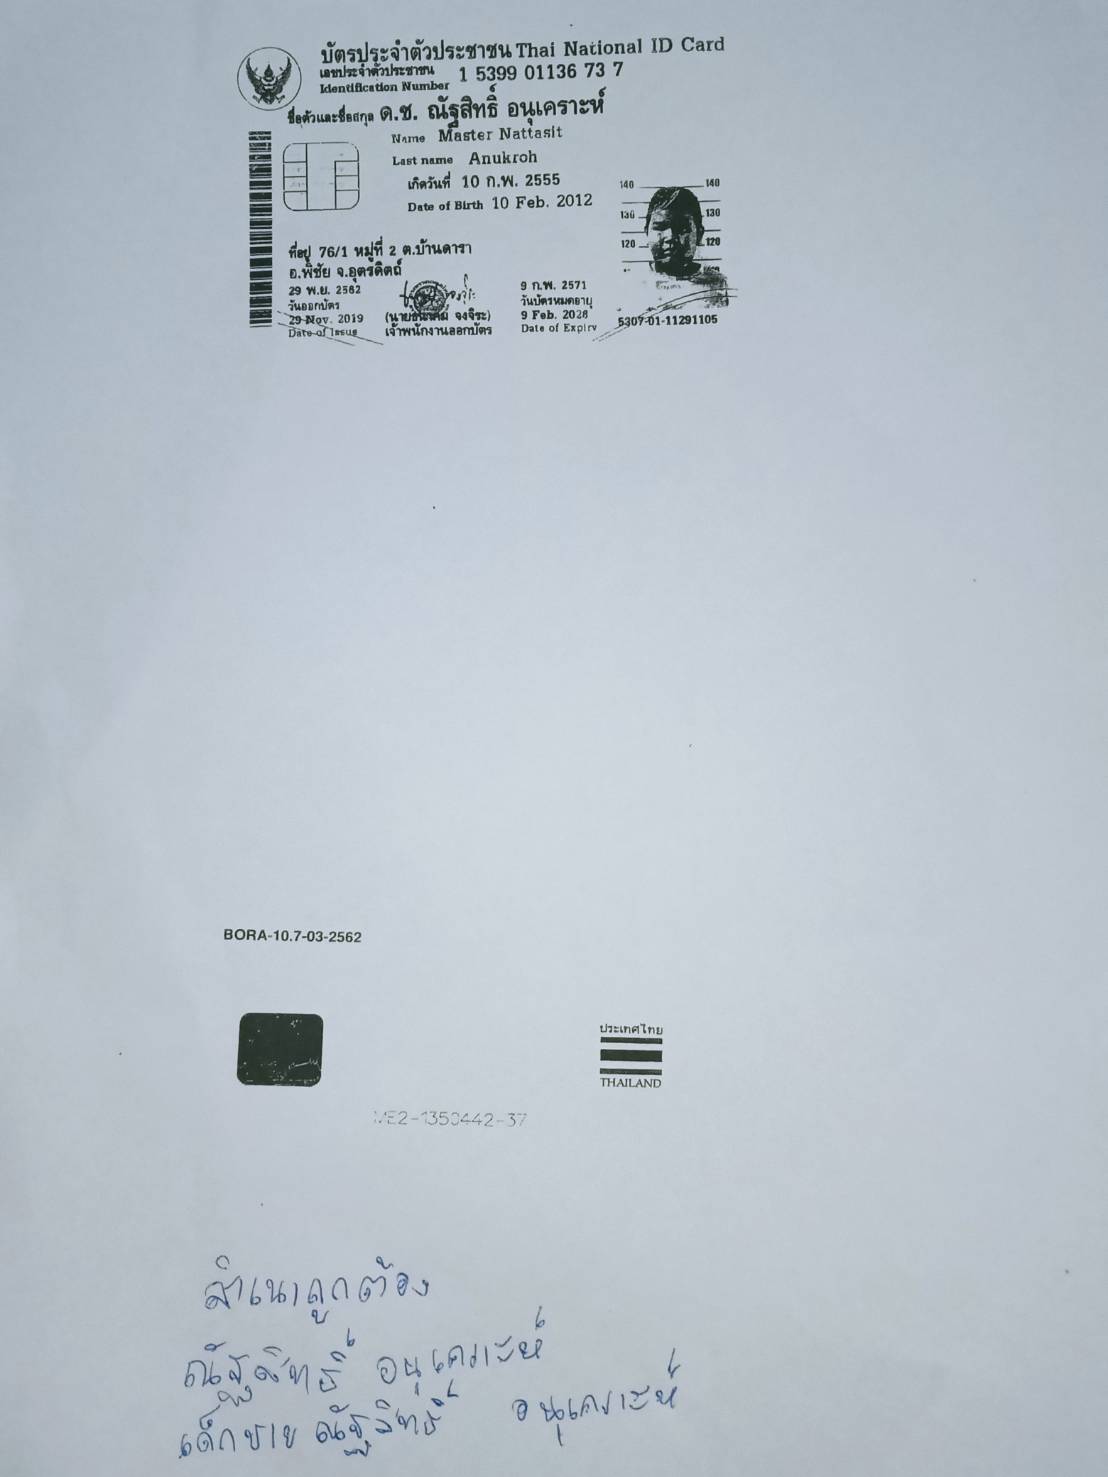 บัตรประจำตัวประชาชน Thai National ID Card
เลขประจำตัวประชาชน
Identification Number 1 5399 01136 73 7
ชื่อตัวและชื่อสกุล ด.ช. ณัฐสิทธิ์ อนุเคราะห์
Name Master Nattasit
Last name Anukroh
เกิดวันที่ 10 ก.พ. 2555
Date of Birth 10 Feb. 2012
140 140
130 130
120 120
ที่อยู่ 76/1 หมู่ที่ 2 ต.บ้านดารา
อ.พิชัย จ.อุตรดิตถ์
29 พ.ย. 2562
วันออกบัตร
29 Nov. 2019
Date of Issue
จงจิระ)
เจ้าพนักงานออกบัตร
9 ก.พ. 2571
วันบัตรหมดอายุ
9 Feb. 2028
Date of Expiry
5307-01-11291105
BORA-10.7-03-2562
ประเทศไทย
THAILAND
ME2-1350442-37
สำเนาถูกต้อง
ณัฐสิทธิ์ อนุเคราะห์
เด็กชาย ณัฐสิทธิ์ อนุเคราะห์